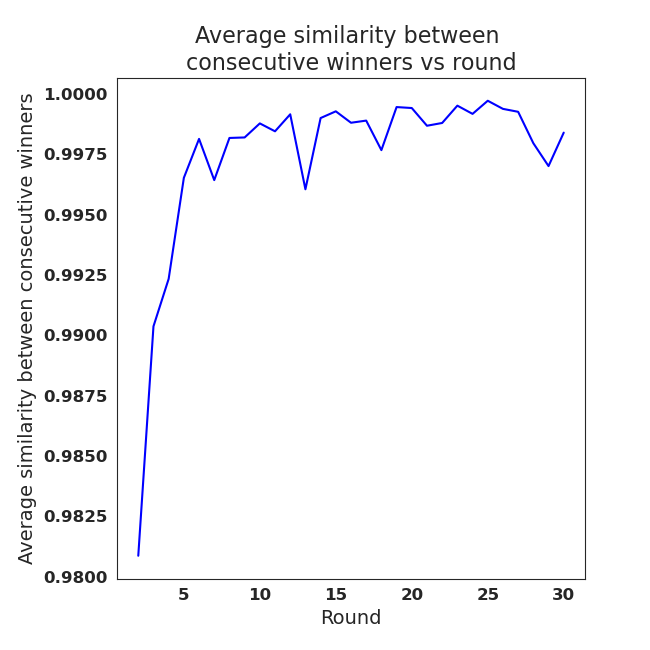 Average similarity between
consecutive winners vs round
Average similarity between consecutive winners
1.0000
0.9975
0.9950
0.9925
0.9900
0.9875
0.9850
0.9825
0.9800
5 10 15 20 25 30
Round